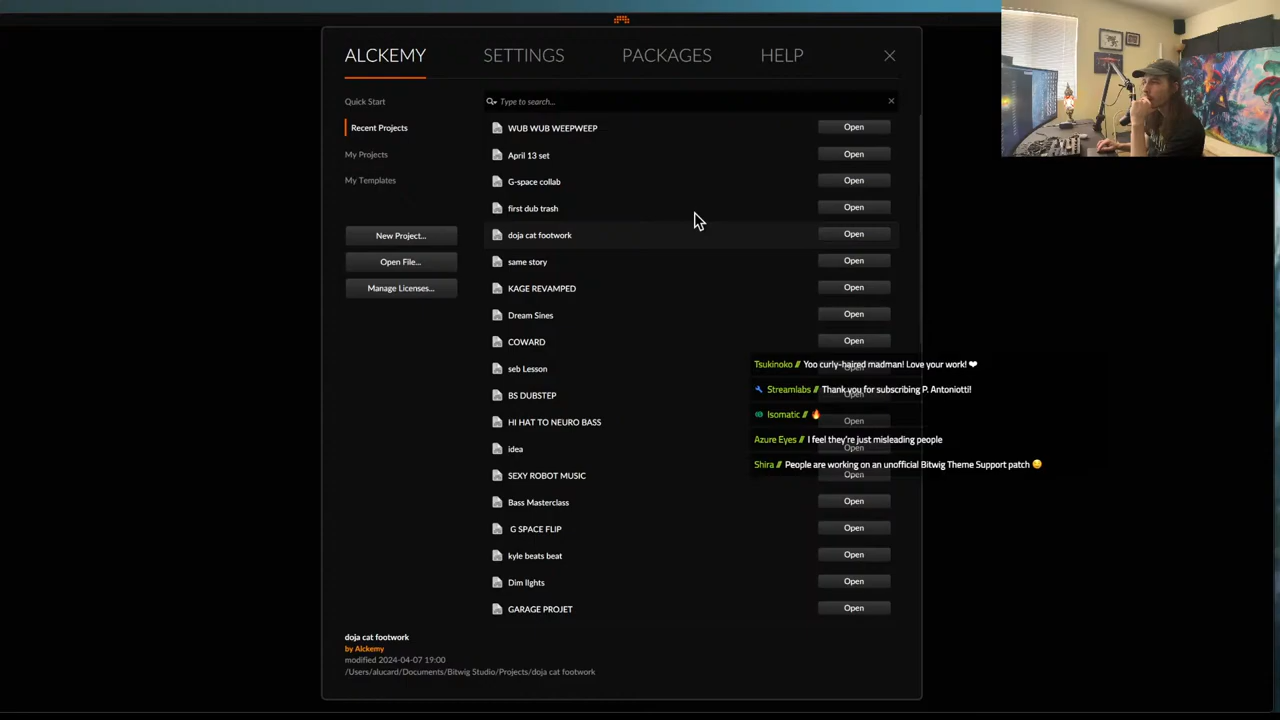 ALCKEMY SETTINGS PACKAGES HELP
Quick Start
Recent Projects
My Projects
My Templates
New Project...
Open File...
Manage Licenses...
Type to search...
WUB WUB WEEPWEEP Open
April 13 set Open
G-space collab Open
first dub trash Open
doja cat footwork Open
same story Open
KAGE REVAMPED Open
Dream Sines Open
COWARD Open
seb Lesson Open
BS DUBSTEP Open
HI HAT TO NEURO BASS Open
idea Open
SEXY ROBOT MUSIC Open
Bass Masterclass Open
G SPACE FLIP Open
kyle beats beat Open
Dim lIghts Open
GARAGE PROJET Open
Tsukinoko // Yoo curly-haired madman! Love your work! ❤
Streamlabs // Thank you for subscribing P. Antoniotti!
Isomatic // 🔥
Azure Eyes // I feel they're just misleading people
Shira // People are working on an unofficial Bitwig Theme Support patch 😏
doja cat footwork
by Alckemy
modified 2024-04-07 19:00
/Users/alucard/Documents/Bitwig Studio/Projects/doja cat footwork